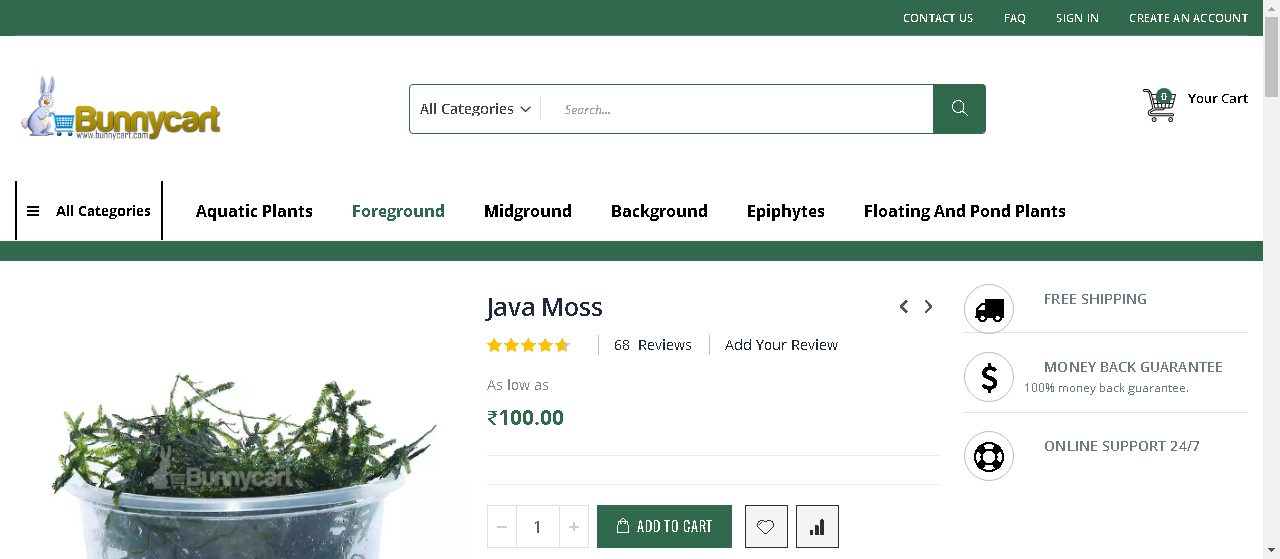 CONTACT US FAQ SIGN IN CREATE AN ACCOUNT
Bunnycart
www.bunnycart.com
All Categories Search...
0 Your Cart
All Categories Aquatic Plants Foreground Midground Background Epiphytes Floating And Pond Plants
Java Moss
68 Reviews Add Your Review
As low as
₹100.00
1 ADD TO CART
FREE SHIPPING
MONEY BACK GUARANTEE
100% money back guarantee.
ONLINE SUPPORT 24/7
Bunnycart